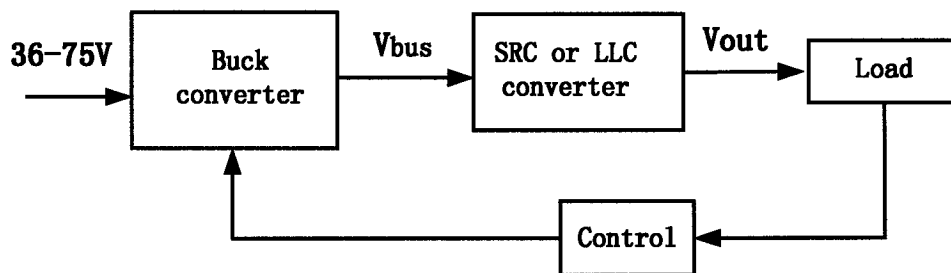 36-75V
Buck
converter
Vbus
SRC or LLC
converter
Vout
Load
Control